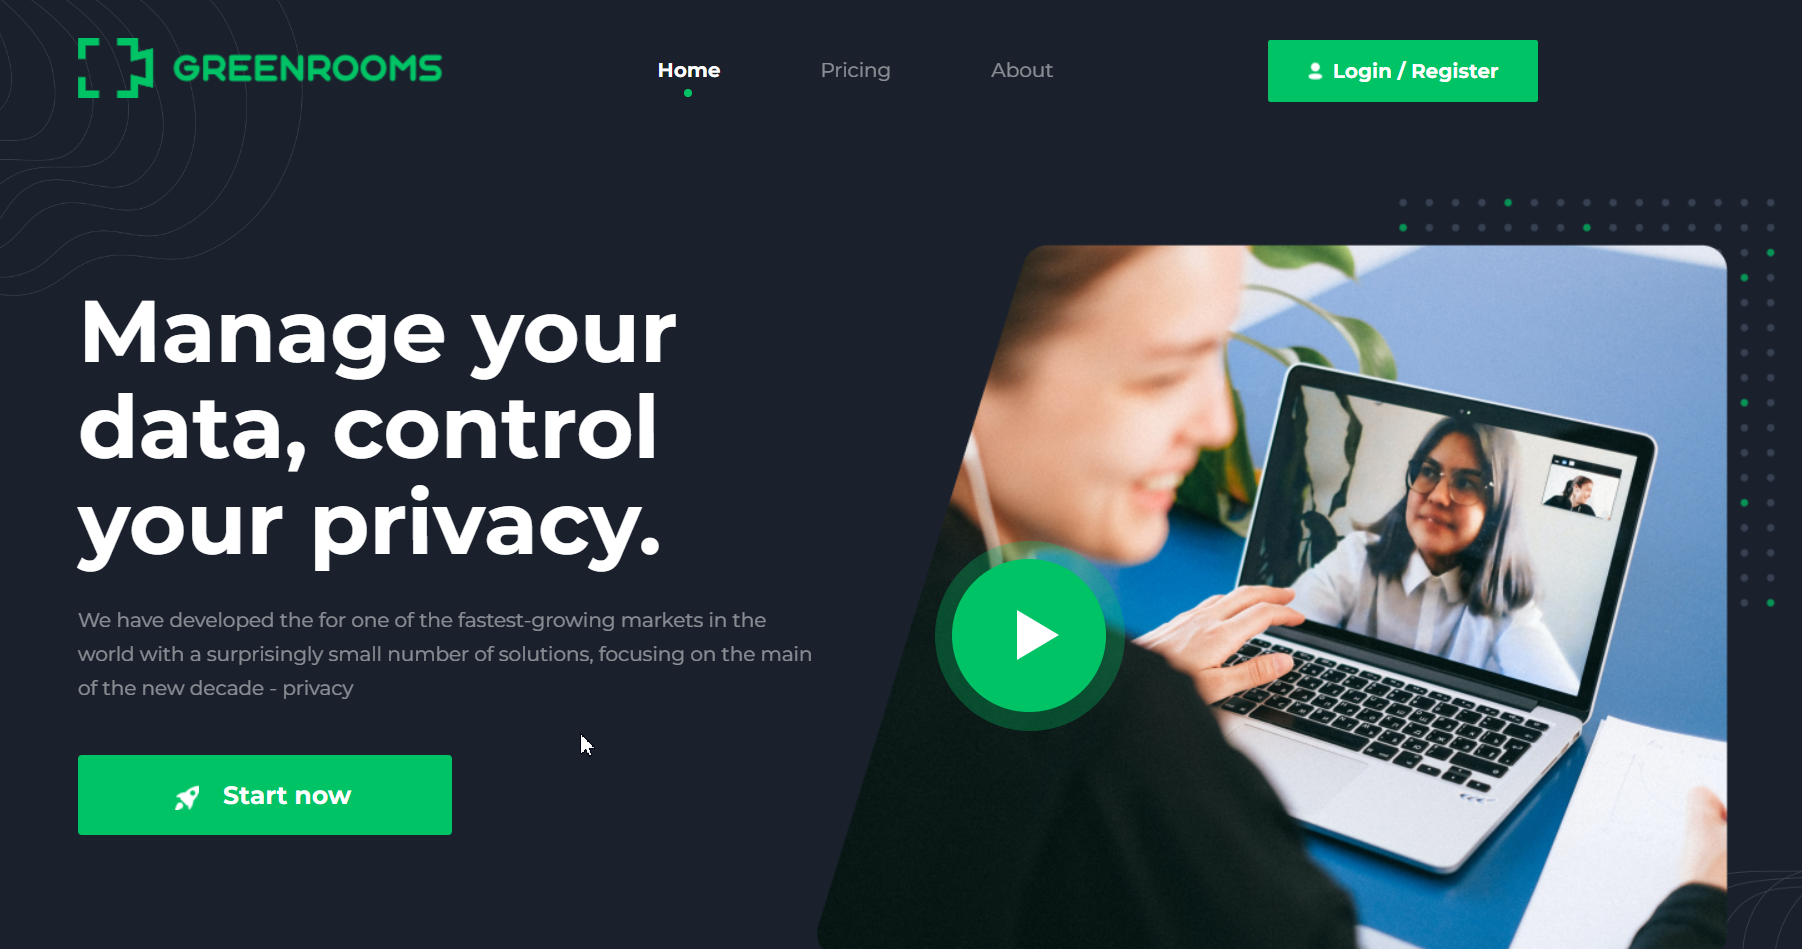 GREENROOMS
Home
Pricing
About
Login / Register
Manage your
data, control
your privacy.
We have developed the for one of the fastest-growing markets in the
world with a surprisingly small number of solutions, focusing on the main
of the new decade - privacy
Start now